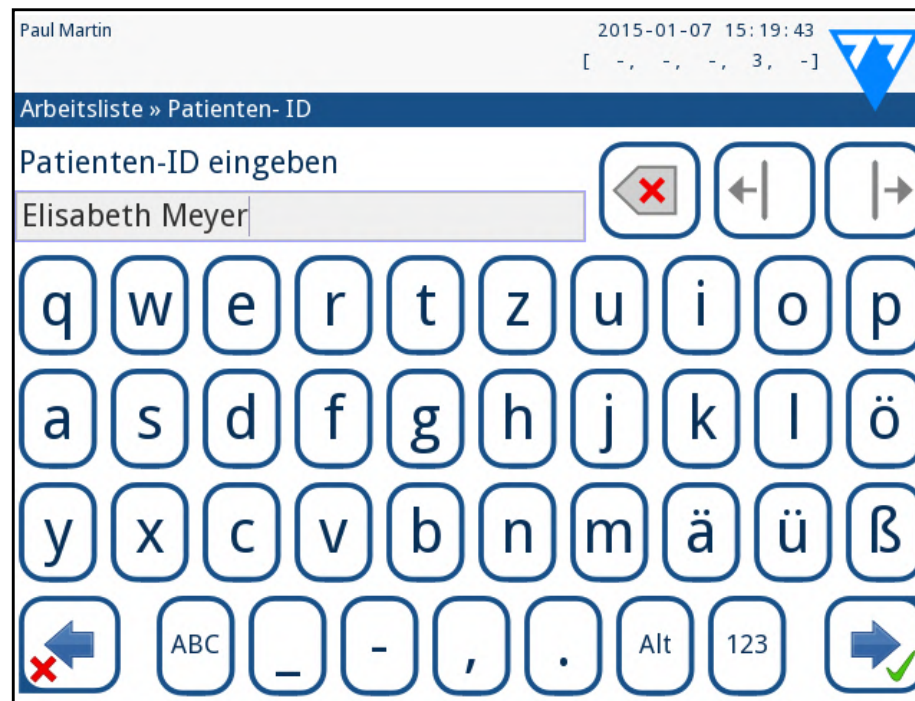 Paul Martin
2015-01-07 15:19:43
[ -, -, -, 3, -]
Arbeitsliste » Patienten- ID
Patienten-ID eingeben
Elisabeth Meyer
q w e r t z u i o p
a s d f g h j k l ö
y x c v b n m ä ü ß
ABC _ - , . Alt 123